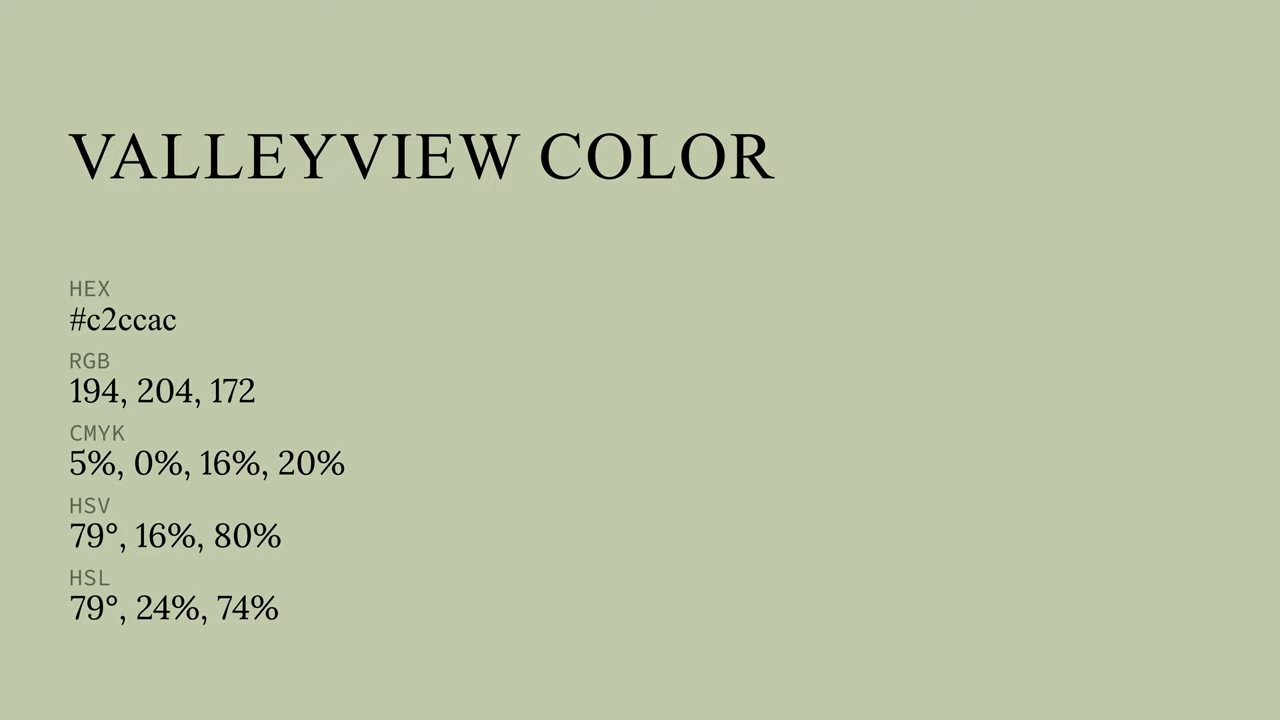 VALLEYVIEW COLOR
HEX
#c2ccac
RGB
194, 204, 172
CMYK
5%, 0%, 16%, 20%
HSV
79°, 16%, 80%
HSL
79°, 24%, 74%